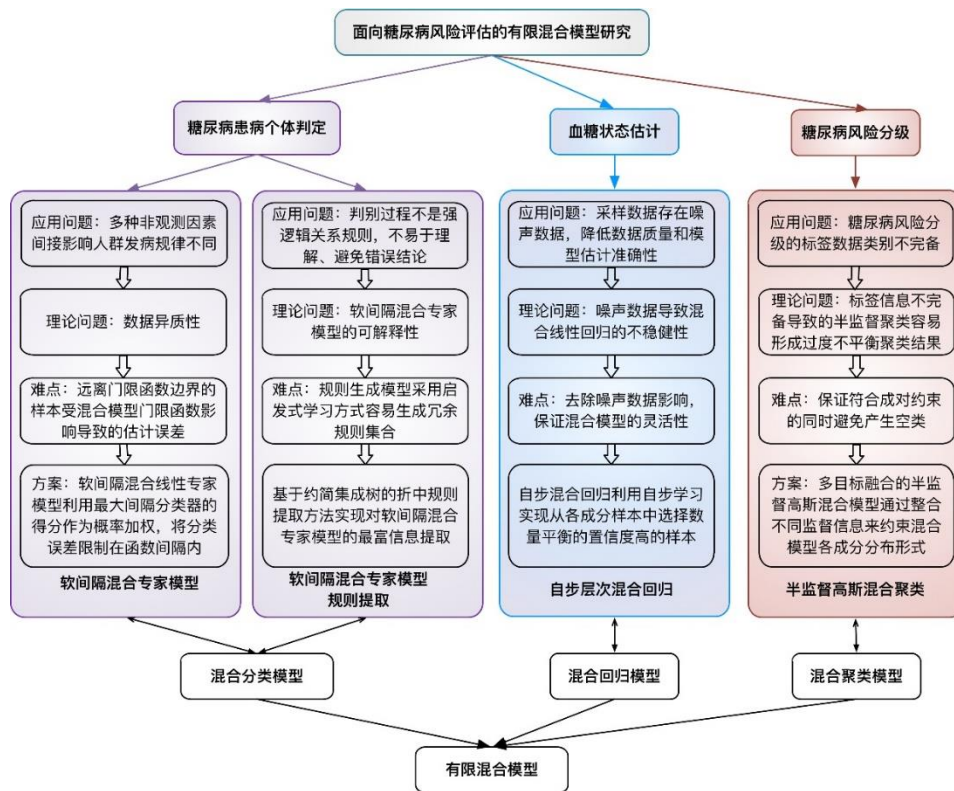 面向糖尿病风险评估的有限混合模型研究
糖尿病患病个体判定
血糖状态估计
糖尿病风险分级
应用问题：多种非观测因素
间接影响人群发病规律不同
理论问题：数据异质性
难点：远离门限函数边界的
样本受混合模型门限函数影
响导致的估计误差
方案：软间隔混合线性专家
模型利用最大间隔分类器的
得分作为概率加权，将分类
误差限制在函数间隔内
软间隔混合专家模型
应用问题：判别过程不是强
逻辑关系规则，不易于理
解、避免错误结论
理论问题：软间隔混合专家
模型的可解释性
难点：规则生成模型采用启
发式学习方式容易生成冗余
规则集合
基于约简集成树的折中规则
提取方法实现对软间隔混合
专家模型的最富信息提取
软间隔混合专家模型
规则提取
应用问题：采样数据存在噪
声数据，降低数据质量和模
型估计准确性
理论问题：噪声数据导致混
合线性回归的不稳健性
难点：去除噪声数据影响，
保证混合模型的灵活性
自步混合回归利用自步学习
实现从各成分样本中选择数
量平衡的置信度高的样本
自步层次混合回归
应用问题：糖尿病风险分
级的标签数据类别不完备
理论问题：标签信息不完
备导致的半监督聚类容易
形成过度不平衡聚类结果
难点：保证符合成对约束
的同时避免产生空类
方案：多目标融合的半监
督高斯混合模型通过整合
不同监督信息来约束混合
模型各成分分布形式
半监督高斯混合聚类
混合分类模型
混合回归模型
混合聚类模型
有限混合模型